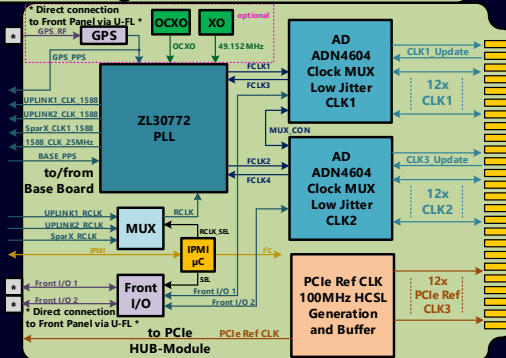 * Direct connection
to Front Panel via U-FL *
*
GPS_RF
GPS
GPS_PPS
OCXO
OCXO
XO
49.152MHz
optional
UPLINK1_CLK_1588
UPLINK2_CLK_1588
SparX_CLK1_1588
1588_CLK_25MHz
BASE_PPS
to/from
Base Board
ZL30772
PLL
FCLK1
FCLK3
MUX_CON
FCLK2
FCLK4
AD
ADN4604
Clock MUX
Low Jitter
CLK1
CLK1_Update
12x
CLK1
AD
ADN4604
Clock MUX
Low Jitter
CLK2
CLK3_Update
12x
CLK2
UPLINK1_RCLK
UPLINK2_RCLK
SparX_RCLK
MUX
RCLK
RCLK_SEL
IPMI
IPMI
µC
I²C
SEL
*
*
Front I/O 1
Front I/O 2
Front
I/O
Front I/O 1
Front I/O 2
* Direct connection
to Front Panel via U-FL *
PCIe Ref CLK
100MHz HCSL
Generation
and Buffer
12x
PCIe Ref
CLK3
to PCIe
HUB-Module
PCIe Ref CLK